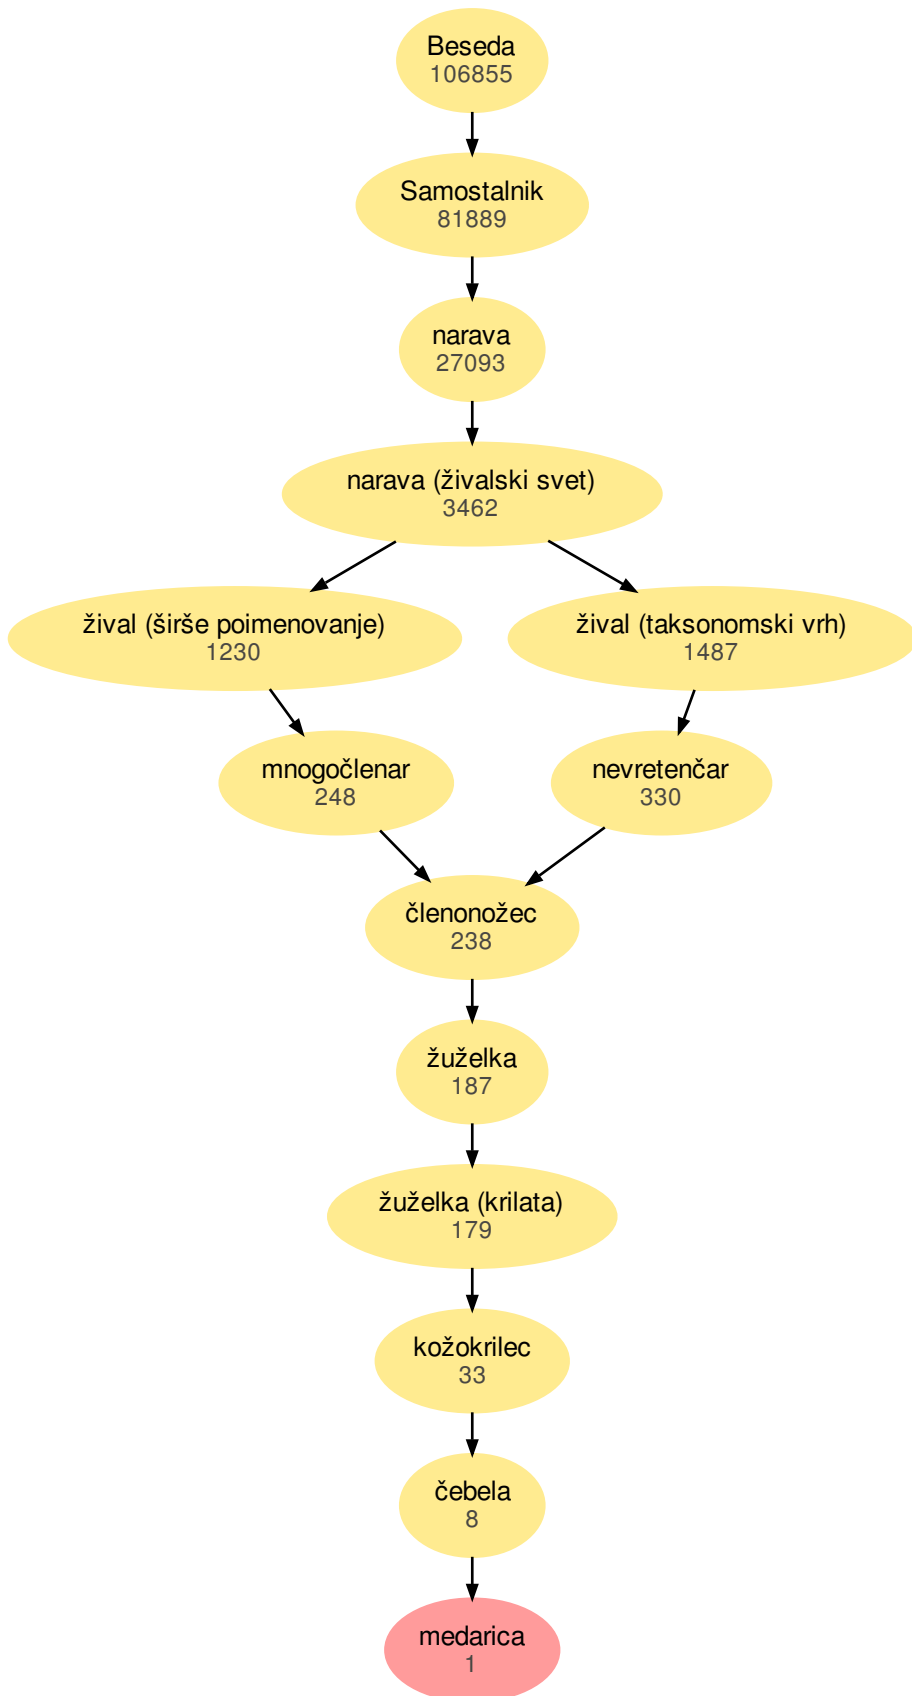 Beseda
106855
Samostalnik
81889
narava
27093
narava (živalski svet)
3462
žival (širše poimenovanje)
1230
žival (taksonomski vrh)
1487
mnogočlenar
248
nevretenčar
330
členonožec
238
žuželka
187
žuželka (krilata)
179
kožokrilec
33
čebela
8
medarica
1